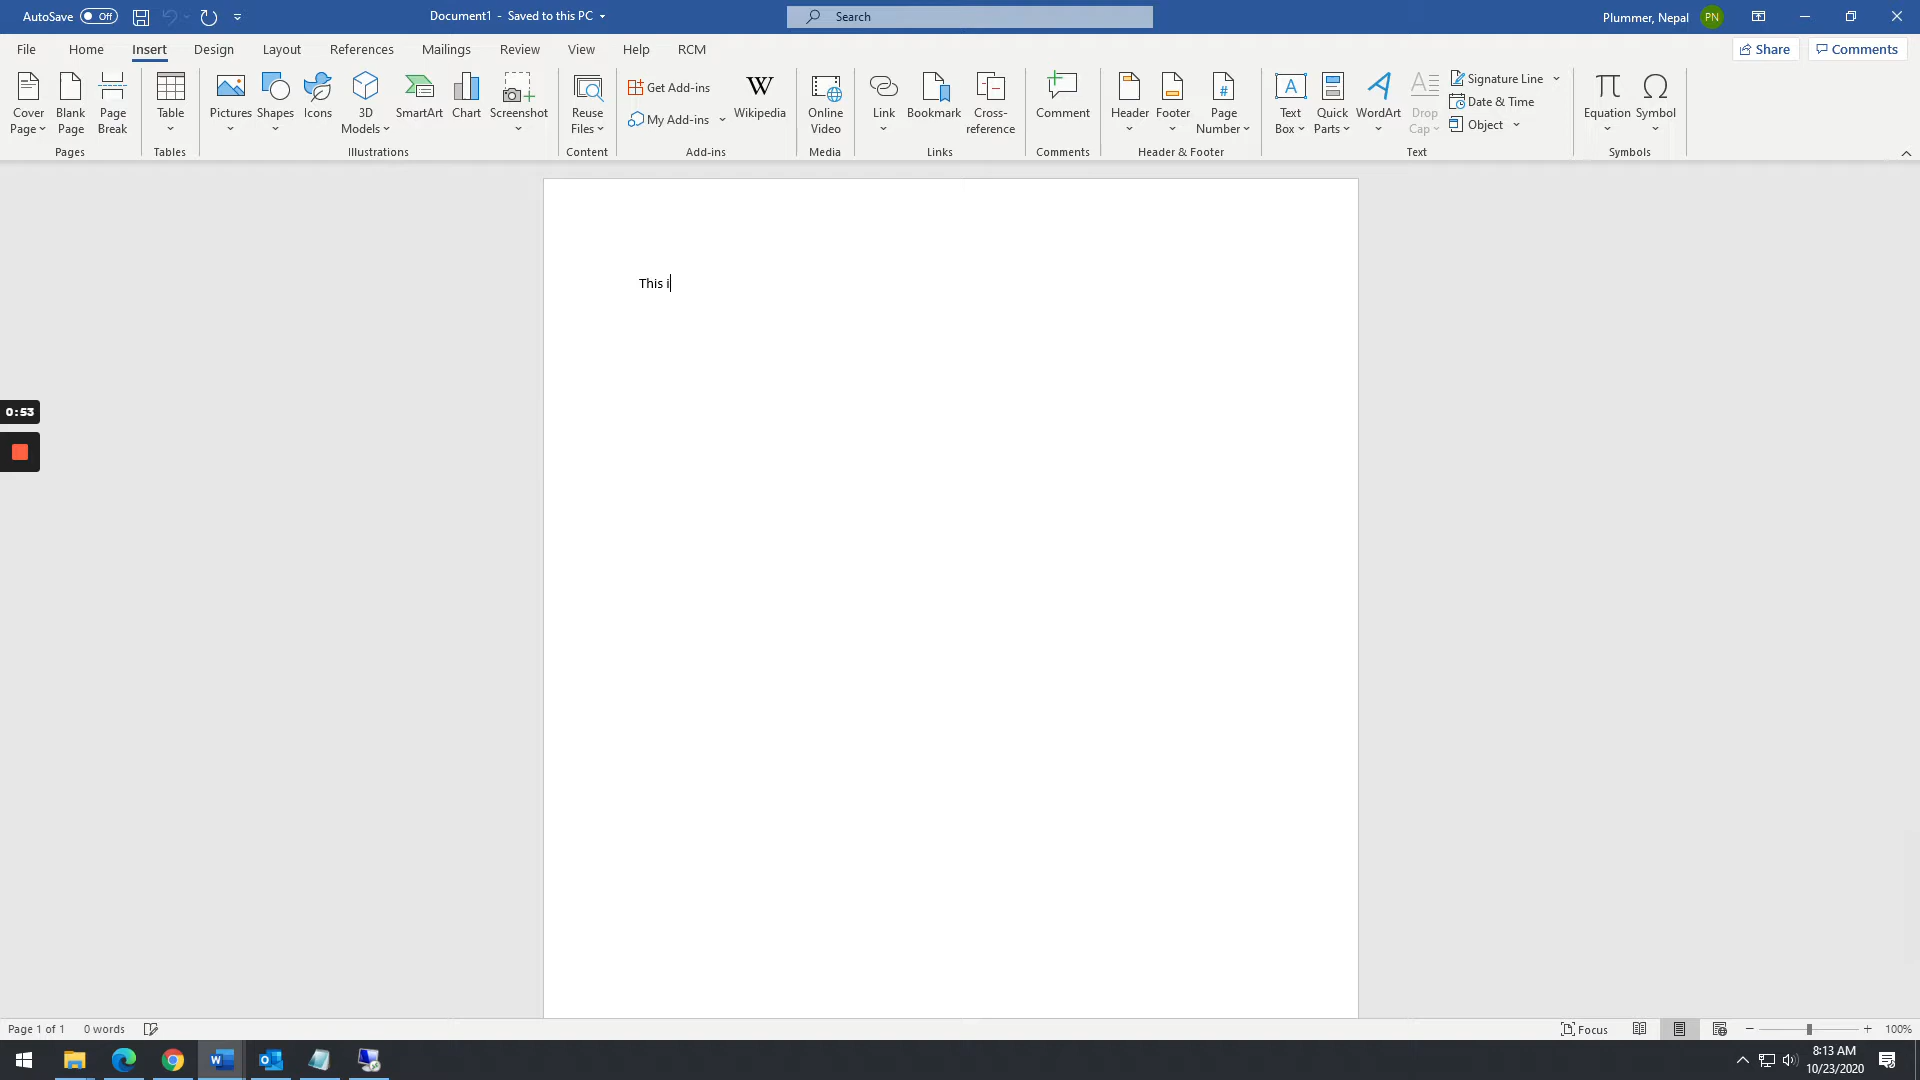 AutoSave Off Document1 - Saved to this PC Search Plummer, Nepal PN
File Home Insert Design Layout References Mailings Review View Help RCM Share Comments
Cover Page
Blank Page
Page Break
Pages
Table
Tables
Pictures
Shapes
Icons
3D Models
SmartArt
Chart
Screenshot
Illustrations
Reuse Files
Content
Get Add-ins
My Add-ins
W
Wikipedia
Add-ins
Online Video
Media
Link
Bookmark
Cross-reference
Links
Comment
Comments
Header
Footer
#
Page Number
Header & Footer
A
Text Box
Quick Parts
A
WordArt
A
Drop Cap
Signature Line
Date & Time
Object
Text
π
Equation
Ω
Symbol
Symbols
This i
0:53
Page 1 of 1 0 words Focus 100%
8:13 AM
10/23/2020